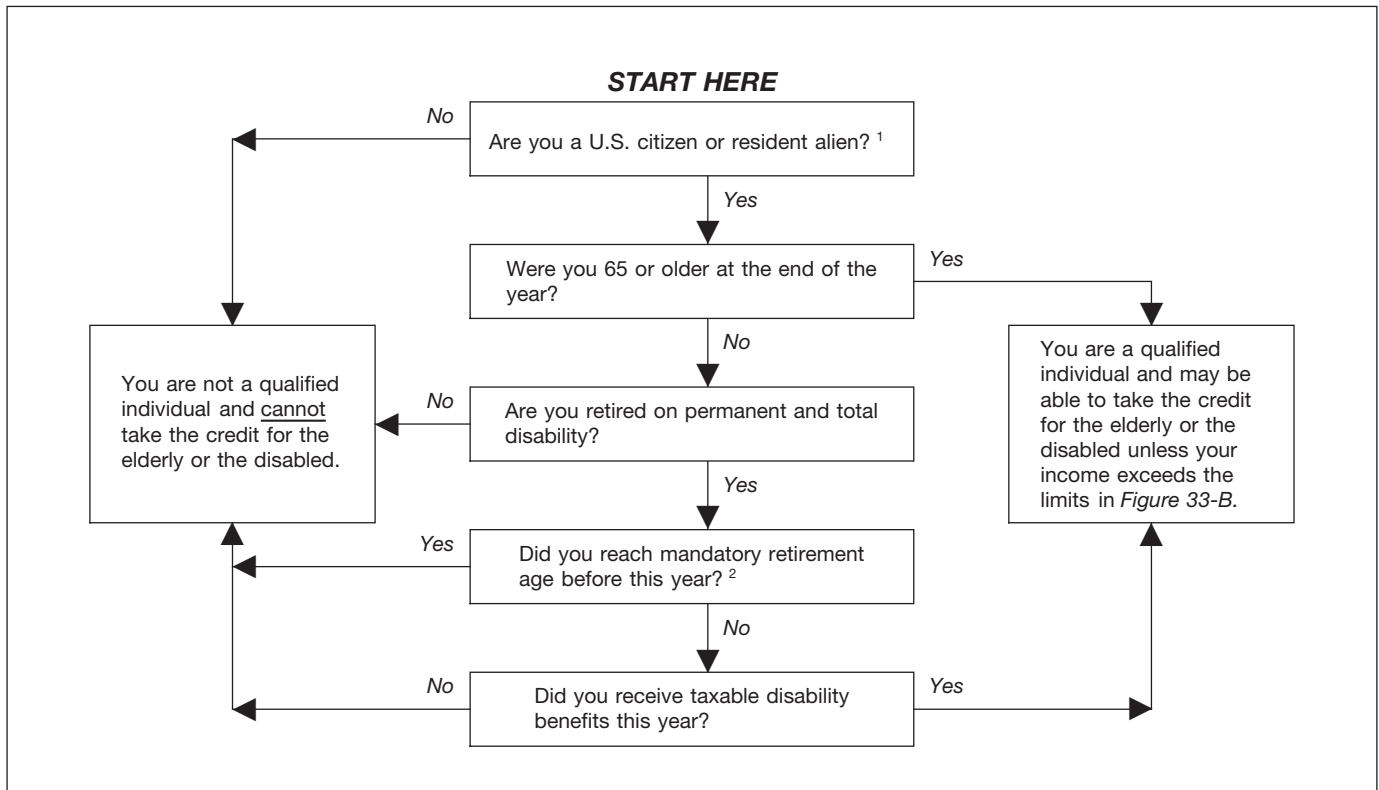 START HERE
No
Are you a U.S. citizen or resident alien? 1
Yes
Were you 65 or older at the end of the
year?
Yes
No
You are not a qualified
individual and cannot
take the credit for the
elderly or the disabled.
No
Are you retired on permanent and total
disability?
You are a qualified
individual and may be
able to take the credit
for the elderly or the
disabled unless your
income exceeds the
limits in Figure 33-B.
Yes
Yes
Did you reach mandatory retirement
age before this year? 2
No
No
Did you receive taxable disability
benefits this year?
Yes